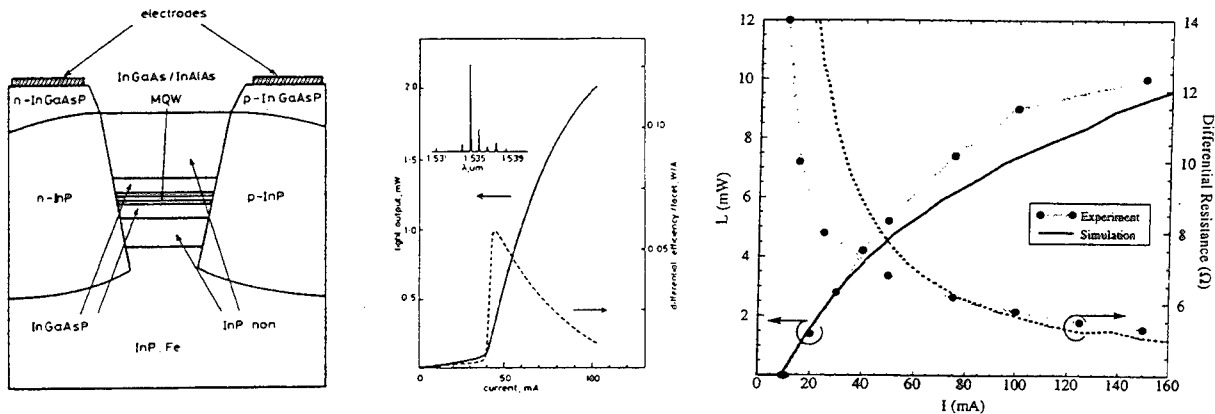 electrodes
InGaAs/InAlAs
MQW
n-InGaAsP
p-InGaAsP
n-InP
p-InP
InGaAsP
InP non
InP, Fe
light output, mW
2.0
1.5
1.0
0.5
0
50
100
current, mA
0.10
0.05
differential efficiency/facet, W/A
1.531
1.535
1.539
λ, um
L (mW)
12
10
8
6
4
2
0
20
40
60
80
100
120
140
160
I (mA)
14
12
10
8
6
Differential Resistance (Ω)
Experiment
Simulation